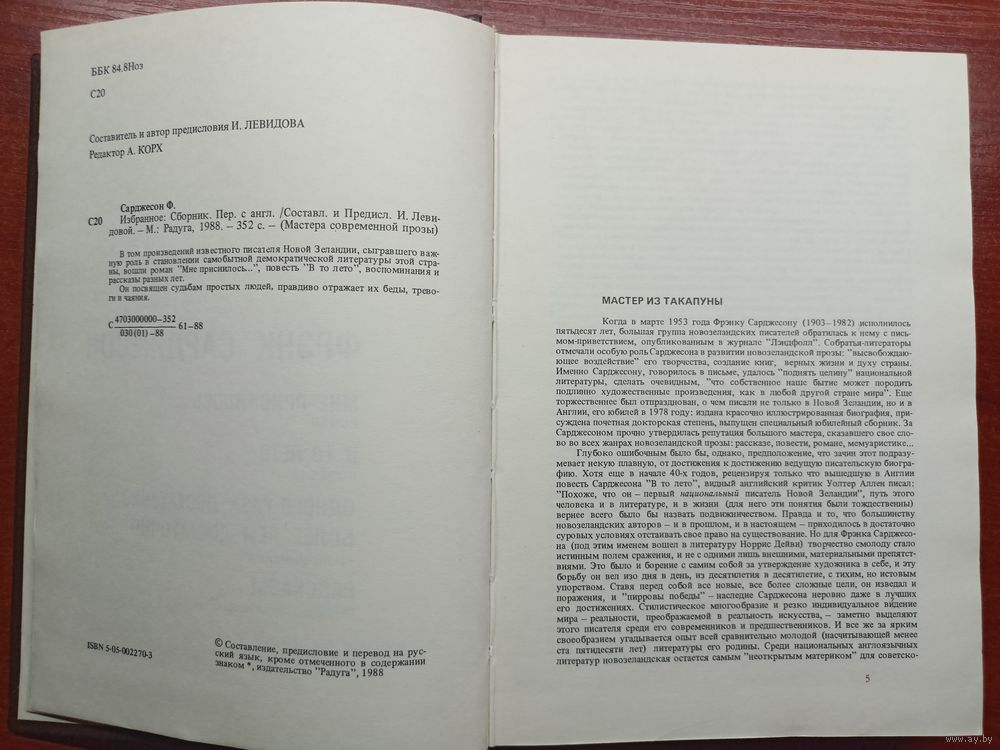 ББК 84.8Ноз
С20
Составитель и автор предисловия И. ЛЕВИДОВА
Редактор А. КОРХ
Сарджесон Ф.
С20 Избранное: Сборник. Пер. с англ. /Составл. и Предисл. И. Леви-
довой. – М.: Радуга, 1988. – 352 с. – (Мастера современной прозы)
В том произведений известного писателя Новой Зеландии, сыгравшего важ-
ную роль в становлении самобытной демократической литературы этой стра-
ны, вошли роман "Мне приснилось...", повесть "В то лето", воспоминания и
рассказы разных лет.
Он посвящен судьбам простых людей, правдиво отражает их беды, трево-
ги и чаяния.
С 4703000000–352
030(01)–88 61–88
ISBN 5-05-002270-3
© Составление, предисловие и перевод на рус-
ский язык, кроме отмеченного в содержании
знаком *, издательство "Радуга", 1988
МАСТЕР ИЗ ТАКАПУНЫ
Когда в марте 1953 года Фрэнку Сарджесону (1903–1982) исполнилось
пятьдесят лет, большая группа новозеландских писателей обратилась к нему с пись-
мом-приветствием, опубликованным в журнале "Лэндфолл". Собратья-литераторы
отмечали особую роль Сарджесона в развитии новозеландской прозы: "высвобождаю-
ющее воздействие" его творчества, создание книг, верных жизни и духу страны.
Именно Сарджесону, говорилось в письме, удалось "поднять целину" национальной
литературы, сделать очевидным, "что собственное наше бытие может породить
подлинно художественные произведения, как в любой другой стране мира". Еще
торжественнее был отпразднован, о чем писали не только в Новой Зеландии, но и в
Англии, его юбилей в 1978 году: издана красочно иллюстрированная биография, при-
суждена почетная докторская степень, выпущен специальный юбилейный сборник. За
Сарджесоном прочно утвердилась репутация большого мастера, сказавшего свое сло-
во во всех жанрах новозеландской прозы: рассказе, повести, романе, мемуаристике...
Глубоко ошибочным было бы, однако, предположение, что зачин этот подразу-
мевает некую плавную, от достижения к достижению ведущую писательскую биогра-
фию. Хотя еще в начале 40-х годов, рецензируя только что вышедшую в Англии
повесть Сарджесона "В то лето", видный английский критик Уолтер Аллен писал:
"Похоже, что он – первый национальный писатель Новой Зеландии", путь этого
человека и в литературе, и в жизни (для него эти понятия были тождественны)
вернее всего было бы назвать подвижничеством. Правда и то, что большинству
новозеландских авторов – и в прошлом, и в настоящем – приходилось в достаточно
суровых условиях отстаивать свое право на существование. Но для Фрэнка Сарджесо-
на (под этим именем вошел в литературу Норрис Дейви) творчество смолоду стало
истинным полем сражения, и не с одними лишь внешними, материальными препятст-
виями. Это было и борение с самим собой за утверждение художника в себе, и эту
борьбу он вел изо дня в день, из десятилетия в десятилетие, с тихим, но истовым
упорством. Ставя перед собой все новые, все более сложные цели, он изведал и
поражения, и "пирровы победы" – наследие Сарджесона неровно даже в лучших
его достижениях. Стилистическое многообразие и резко индивидуальное ви́дение
мира – реальности, преображаемой в реальность искусства, – заметно выделяют
этого писателя среди его современников и предшественников. И все же за ярким
своеобразием угадывается опыт всей сравнительно молодой (насчитывающей менее
ста пятидесяти лет) литературы его родины. Среди национальных англоязычных
литератур новозеландская остается самым "неоткрытым материком" для советско-
5
www.ay.by